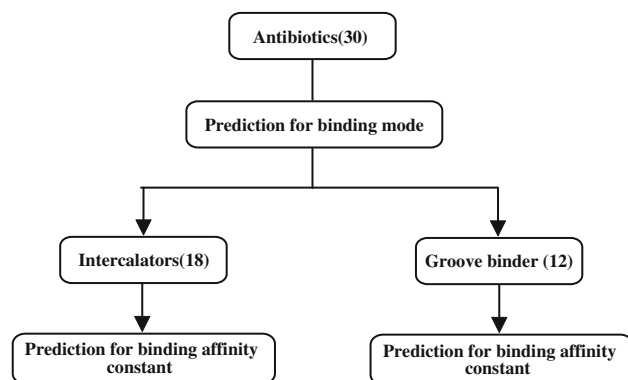 Antibiotics(30)
Prediction for binding mode
Intercalators(18)
Groove binder (12)
Prediction for binding affinity
constant
Prediction for binding affinity
constant